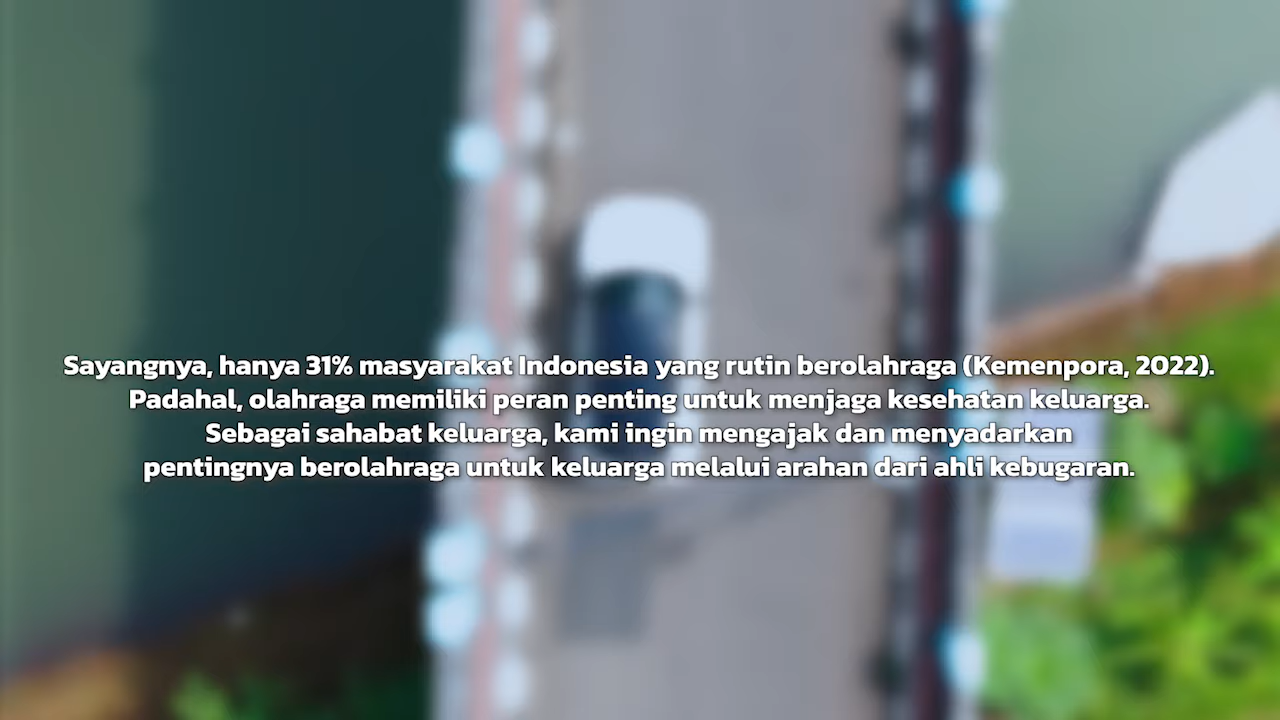 Sayangnya, hanya 31% masyarakat Indonesia yang rutin berolahraga (Kemenpora, 2022).
Padahal, olahraga memiliki peran penting untuk menjaga kesehatan keluarga.
Sebagai sahabat keluarga, kami ingin mengajak dan menyadarkan
pentingnya berolahraga untuk keluarga melalui arahan dari ahli kebugaran.